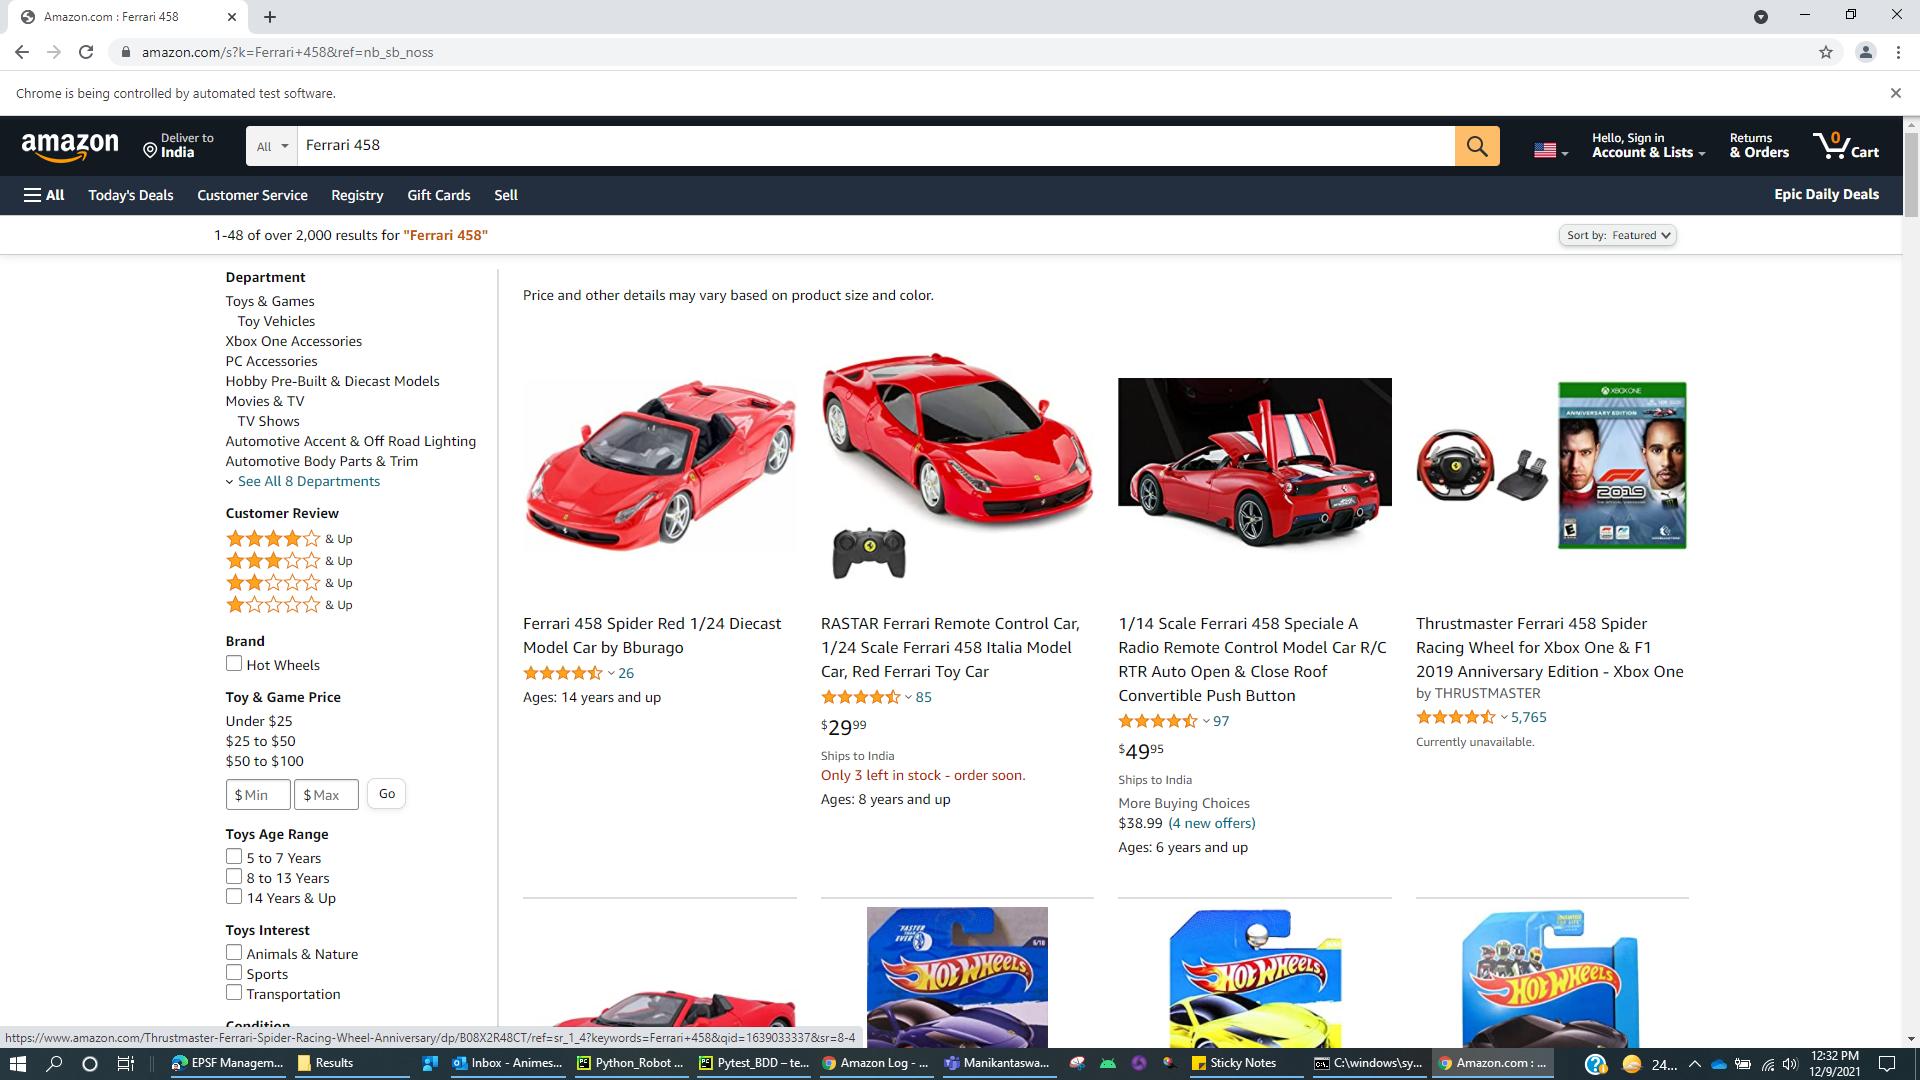 Amazon.com : Ferrari 458
amazon.com/s?k=Ferrari+458&ref=nb_sb_noss
Chrome is being controlled by automated test software.
amazon
Deliver to
India
All
Ferrari 458
Hello, Sign in
Account & Lists
Returns
& Orders
0
Cart
All
Today's Deals
Customer Service
Registry
Gift Cards
Sell
Epic Daily Deals
1-48 of over 2,000 results for "Ferrari 458"
Sort by: Featured
Department
Toys & Games
Toy Vehicles
Xbox One Accessories
PC Accessories
Hobby Pre-Built & Diecast Models
Movies & TV
TV Shows
Automotive Accent & Off Road Lighting
Automotive Body Parts & Trim
See All 8 Departments
Customer Review
& Up
& Up
& Up
& Up
Brand
Hot Wheels
Toy & Game Price
Under $25
$25 to $50
$50 to $100
$ Min
$ Max
Go
Toys Age Range
5 to 7 Years
8 to 13 Years
14 Years & Up
Toys Interest
Animals & Nature
Sports
Transportation
Condition
Price and other details may vary based on product size and color.
Ferrari 458 Spider Red 1/24 Diecast
Model Car by Bburago
26
Ages: 14 years and up
RASTAR Ferrari Remote Control Car,
1/24 Scale Ferrari 458 Italia Model
Car, Red Ferrari Toy Car
85
$29.99
Ships to India
Only 3 left in stock - order soon.
Ages: 8 years and up
1/14 Scale Ferrari 458 Speciale A
Radio Remote Control Model Car R/C
RTR Auto Open & Close Roof
Convertible Push Button
97
$49.95
Ships to India
More Buying Choices
$38.99 (4 new offers)
Ages: 6 years and up
XBOX ONE
ANNIVERSARY EDITION
2019
Thrustmaster Ferrari 458 Spider
Racing Wheel for Xbox One & F1
2019 Anniversary Edition - Xbox One
by THRUSTMASTER
5,765
Currently unavailable.
FASTER THAN EVER
HOT WHEELS
HOT WHEELS
HOT WHEELS
https://www.amazon.com/Thrustmaster-Ferrari-Spider-Racing-Wheel-Anniversary/dp/B08X2R48CT/ref=sr_1_4?keywords=Ferrari+458&qid=1639033337&sr=8-4
EPSF Managem...
Results
Inbox - Animes...
Python_Robot ...
Pytest_BDD – te...
Amazon Log - ...
Manikantaswa...
Sticky Notes
C:\windows\sy...
Amazon.com : ...
24...
12:32 PM
12/9/2021